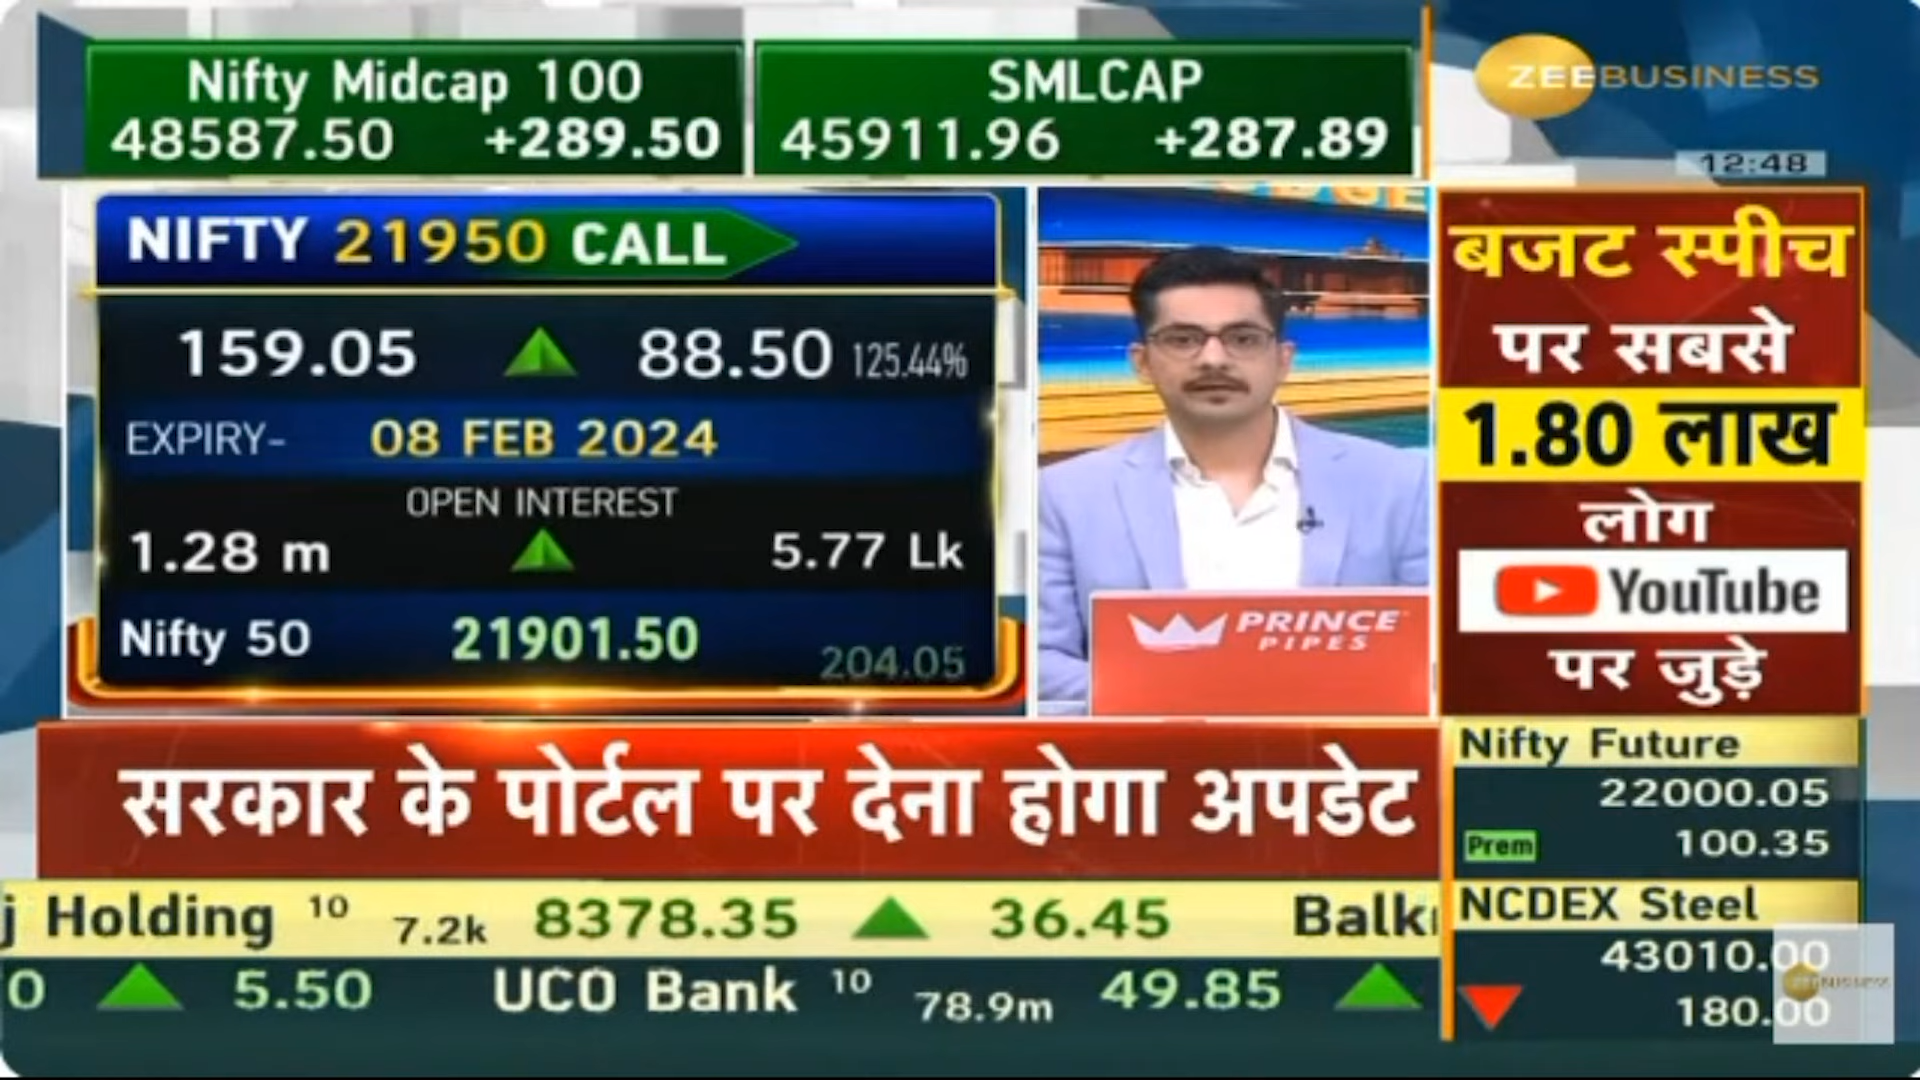 Nifty Midcap 100
48587.50 +289.50
SMLCAP
45911.96 +287.89
ZEEBUSINESS
12:48
NIFTY 21950 CALL
159.05 88.50 125.44%
EXPIRY- 08 FEB 2024
OPEN INTEREST
1.28 m 5.77 Lk
Nifty 50 21901.50 204.05
PRINCE
PIPES
बजट स्पीच
पर सबसे
1.80 लाख
लोग
YouTube
पर जुड़े
सरकार के पोर्टल पर देना होगा अपडेट
Nifty Future
22000.05
Prem 100.35
NCDEX Steel
43010.00
180.00
j Holding 10 7.2k 8378.35 36.45 Balk
0 5.50 UCO Bank 10 78.9m 49.85